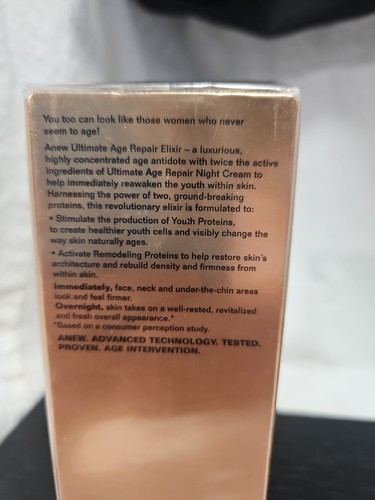 You too can look like those women who never
seem to age!
Anew Ultimate Age Repair Elixir – a luxurious,
highly concentrated age antidote with twice the active
ingredients of Ultimate Age Repair Night Cream to
help immediately reawaken the youth within skin.
Harnessing the power of two, ground-breaking
proteins, this revolutionary elixir is formulated to:
• Stimulate the production of Youth Proteins,
to create healthier youth cells and visibly change the
way skin naturally ages.
• Activate Remodeling Proteins to help restore skin's
architecture and rebuild density and firmness from
within skin.
Immediately, face, neck and under-the-chin areas
look and feel firmer.
Overnight, skin takes on a well-rested, revitalized
and fresh overall appearance.*
*Based on a consumer perception study.
ANEW. ADVANCED TECHNOLOGY. TESTED.
PROVEN. AGE INTERVENTION.